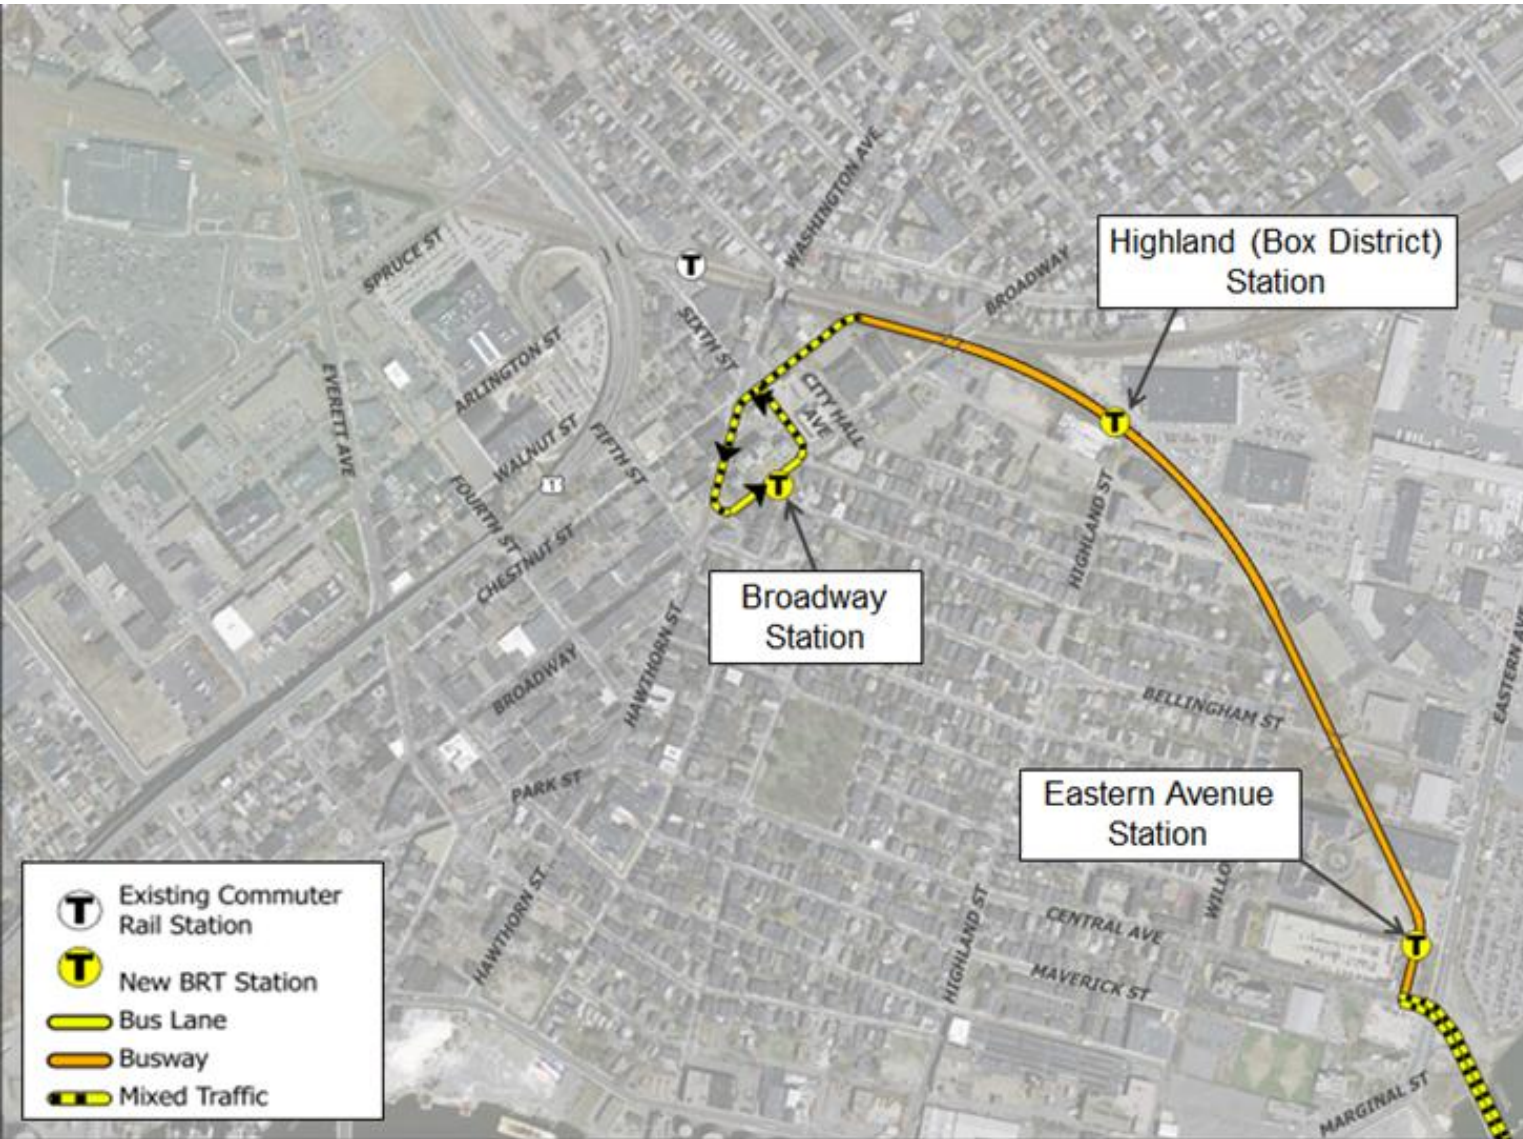 WASHINGTON AVE
SPRUCE ST
T
BROADWAY
Highland (Box District)
Station
SIXTH ST
ARLINGTON ST
EVERETT AVE
CITY HALL
AVE
T
WALNUT ST
FIFTH ST
1
T
FOURTH ST
CHESTNUT ST
HIGHLAND ST
Broadway
Station
HAWTHORN ST
BROADWAY
EASTERN AVE
BELLINGHAM ST
PARK ST
Eastern Avenue
Station
HAWTHORN ST
HIGHLAND ST
CENTRAL AVE
T
MAVERICK ST
MARGINAL ST
T Existing Commuter
Rail Station
T New BRT Station
Bus Lane
Busway
Mixed Traffic